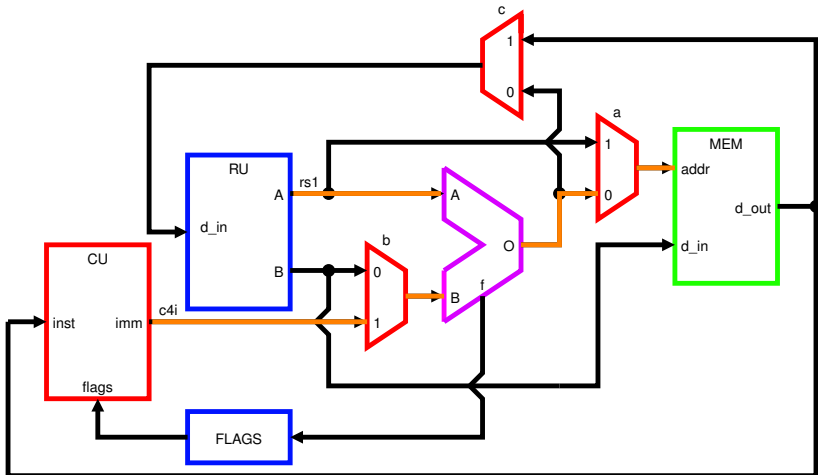 c
1
0
a
1
0
MEM
addr
d_out
d_in
RU
A
rs1
d_in
B
A
O
B
f
b
0
1
CU
inst
imm
c4i
flags
FLAGS